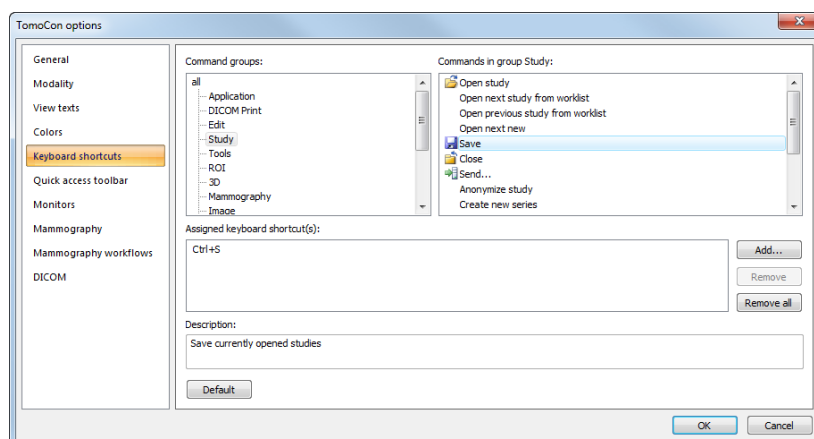 TomoCon options
General
Modality
View texts
Colors
Keyboard shortcuts
Quick access toolbar
Monitors
Mammography
Mammography workflows
DICOM
Command groups:
all
Application
DICOM Print
Edit
Study
Tools
ROI
3D
Mammography
Image
Commands in group Study:
Open study
Open next study from worklist
Open previous study from worklist
Open next new
Save
Close
Send...
Anonymize study
Create new series
Assigned keyboard shortcut(s):
Ctrl+S
Add...
Remove
Remove all
Description:
Save currently opened studies
Default
OK
Cancel